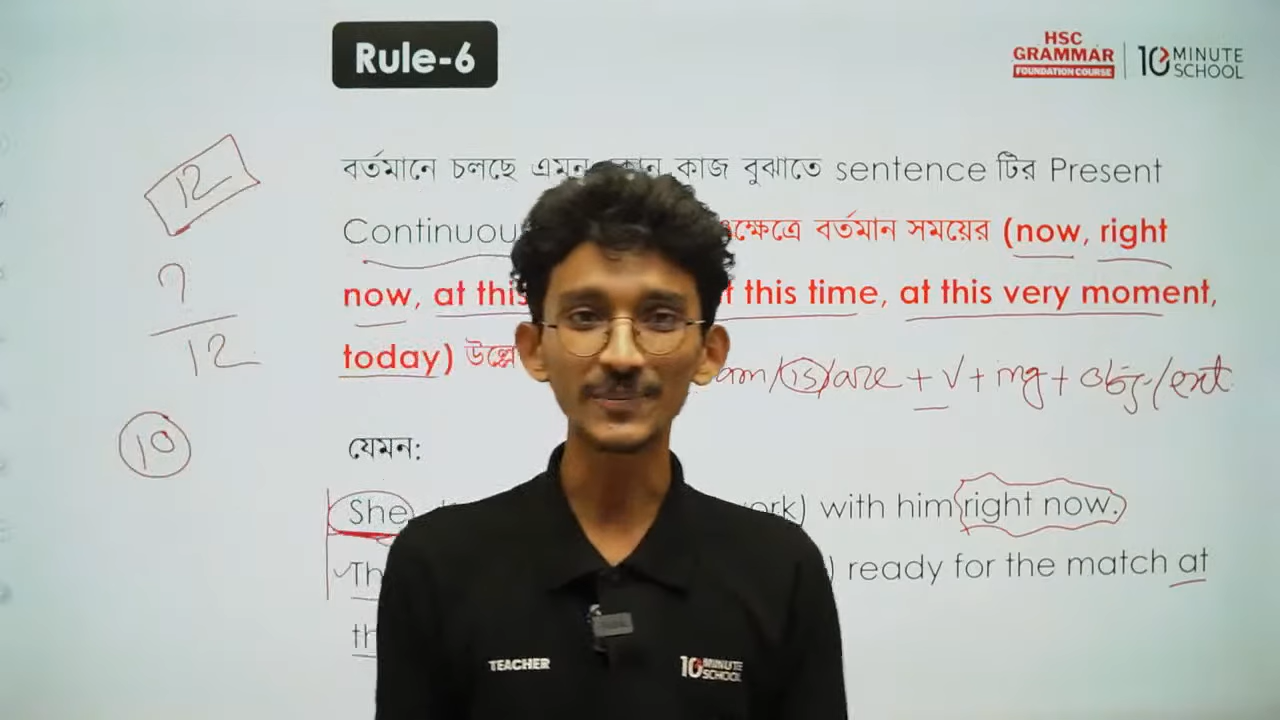 Rule-6
HSC
GRAMMAR
FOUNDATION COURSE
10 MINUTE
SCHOOL
বর্তমানে চলছে এমন কোন কাজ বুঝাতে sentence টির Present
Continuou
বর্তমান সময়ের (now, right
now, at this this time, at this very moment,
today)
am/is/are + V + ing + obj/ext
12
?
12
10
যেমন:
She with him right now.
Th ) ready for the match at
th
TEACHER
10 MINUTE
SCHOOL